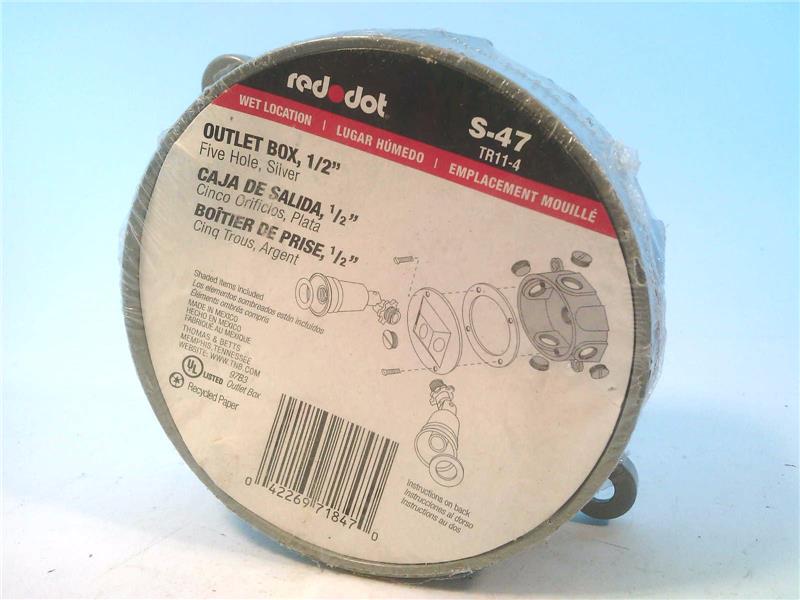 red dot
S-47
TR11-4
WET LOCATION | LUGAR HÚMEDO | EMPLACEMENT MOUILLÉ
OUTLET BOX, 1/2"
Five Hole, Silver
CAJA DE SALIDA, 1/2"
Cinco Orificios, Plata
BOÎTIER DE PRISE, 1/2"
Cinq Trous, Argent
Shaded items included
Los elementos sombreados están incluídos
Éléments ombrés compris
MADE IN MEXICO
HECHO EN MÉXICO
FABRIQUÉ AU MEXIQUE
THOMAS & BETTS
MEMPHIS, TENNESSEE
WEBSITE: WWW.TNB.COM
UL LISTED 97B3
Outlet Box
Recycled Paper
0 42269 71847 0
Instructions on back
Instrucciones al dorso
Instructions au dos